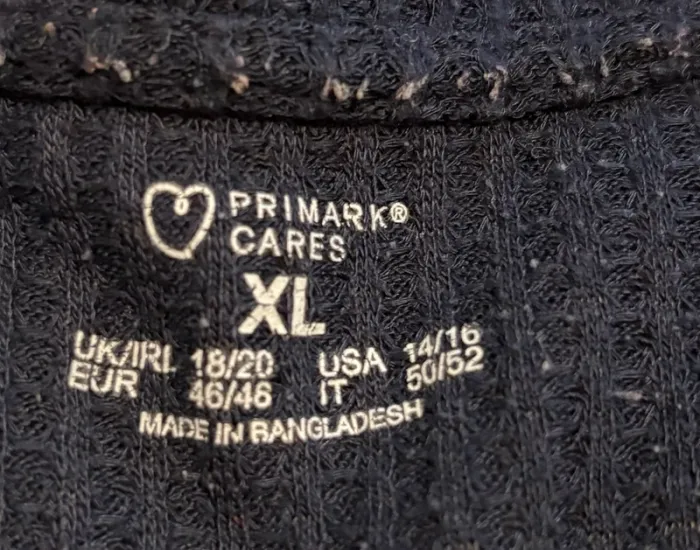 PRIMARK®
CARES
XL
UK/IRL 18/20 USA 14/16
EUR 46/46 IT 50/52
MADE IN BANGLADESH